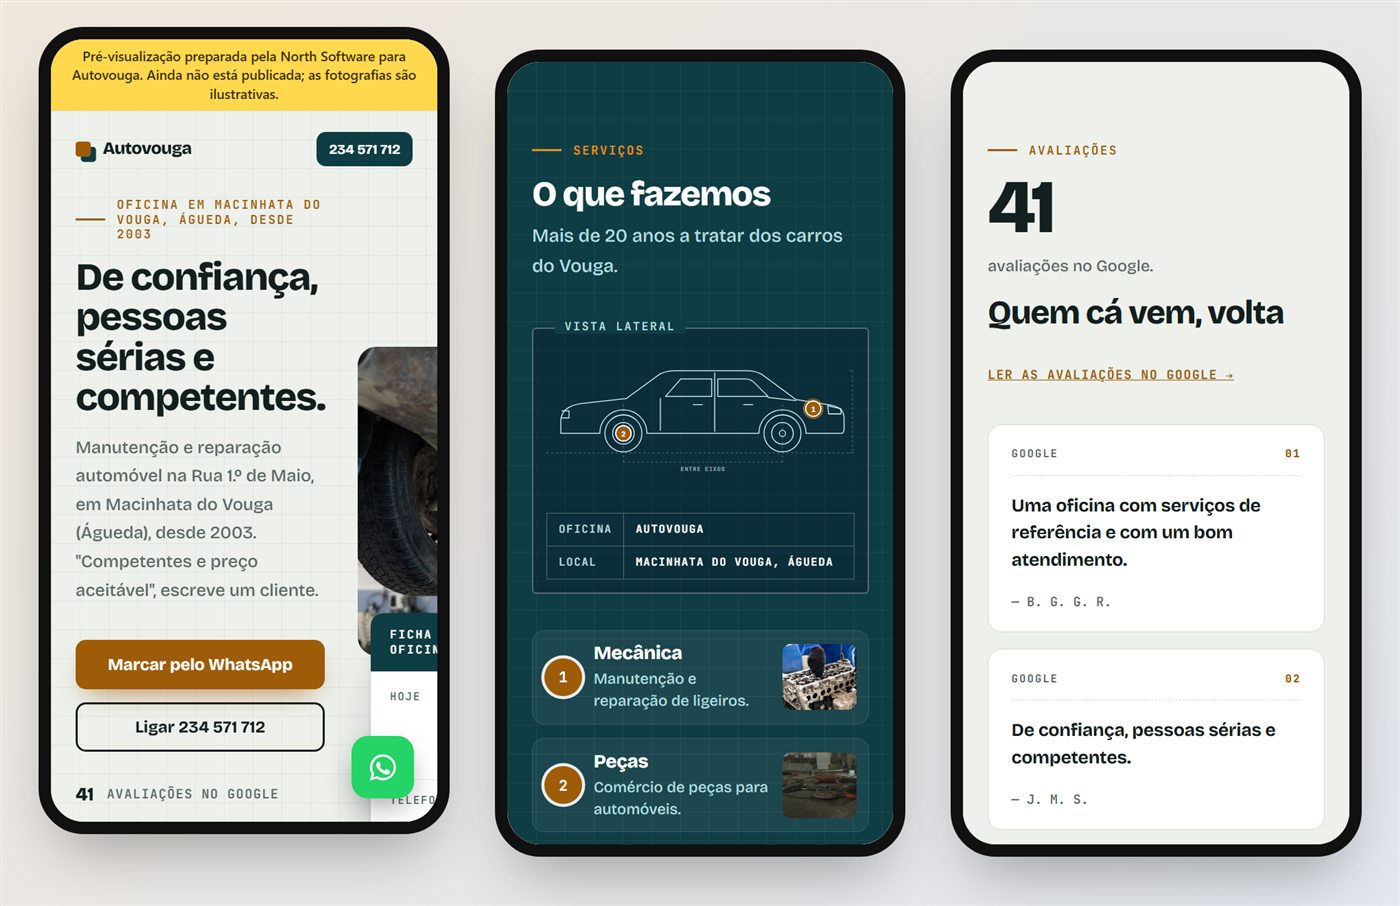 Pré-visualização preparada pela North Software para
Autovouga. Ainda não está publicada; as fotografias são
ilustrativas.
Autovouga
234 571 712
OFICINA EM MACINHATA DO
VOUGA, ÁGUEDA, DESDE
2003
De confiança,
pessoas
sérias e
competentes.
Manutenção e reparação
automóvel na Rua 1.º de Maio,
em Macinhata do Vouga
(Águeda), desde 2003.
"Competentes e preço
aceitável", escreve um cliente.
Marcar pelo WhatsApp
Ligar 234 571 712
41 AVALIAÇÕES NO GOOGLE
FICHA
HOJE
SERVIÇOS
O que fazemos
Mais de 20 anos a tratar dos carros
do Vouga.
VISTA LATERAL
1
2
ENTRE EIXOS
OFICINA AUTOVOUGA
LOCAL MACINHATA DO VOUGA, ÁGUEDA
1
Mecânica
Manutenção e
reparação de ligeiros.
2
Peças
Comércio de peças para
automóveis.
AVALIAÇÕES
41
avaliações no Google.
Quem cá vem, volta
LER AS AVALIAÇÕES NO GOOGLE →
GOOGLE 01
Uma oficina com serviços de
referência e com um bom
atendimento.
— B. G. G. R.
GOOGLE 02
De confiança, pessoas sérias e
competentes.
— J. M. S.